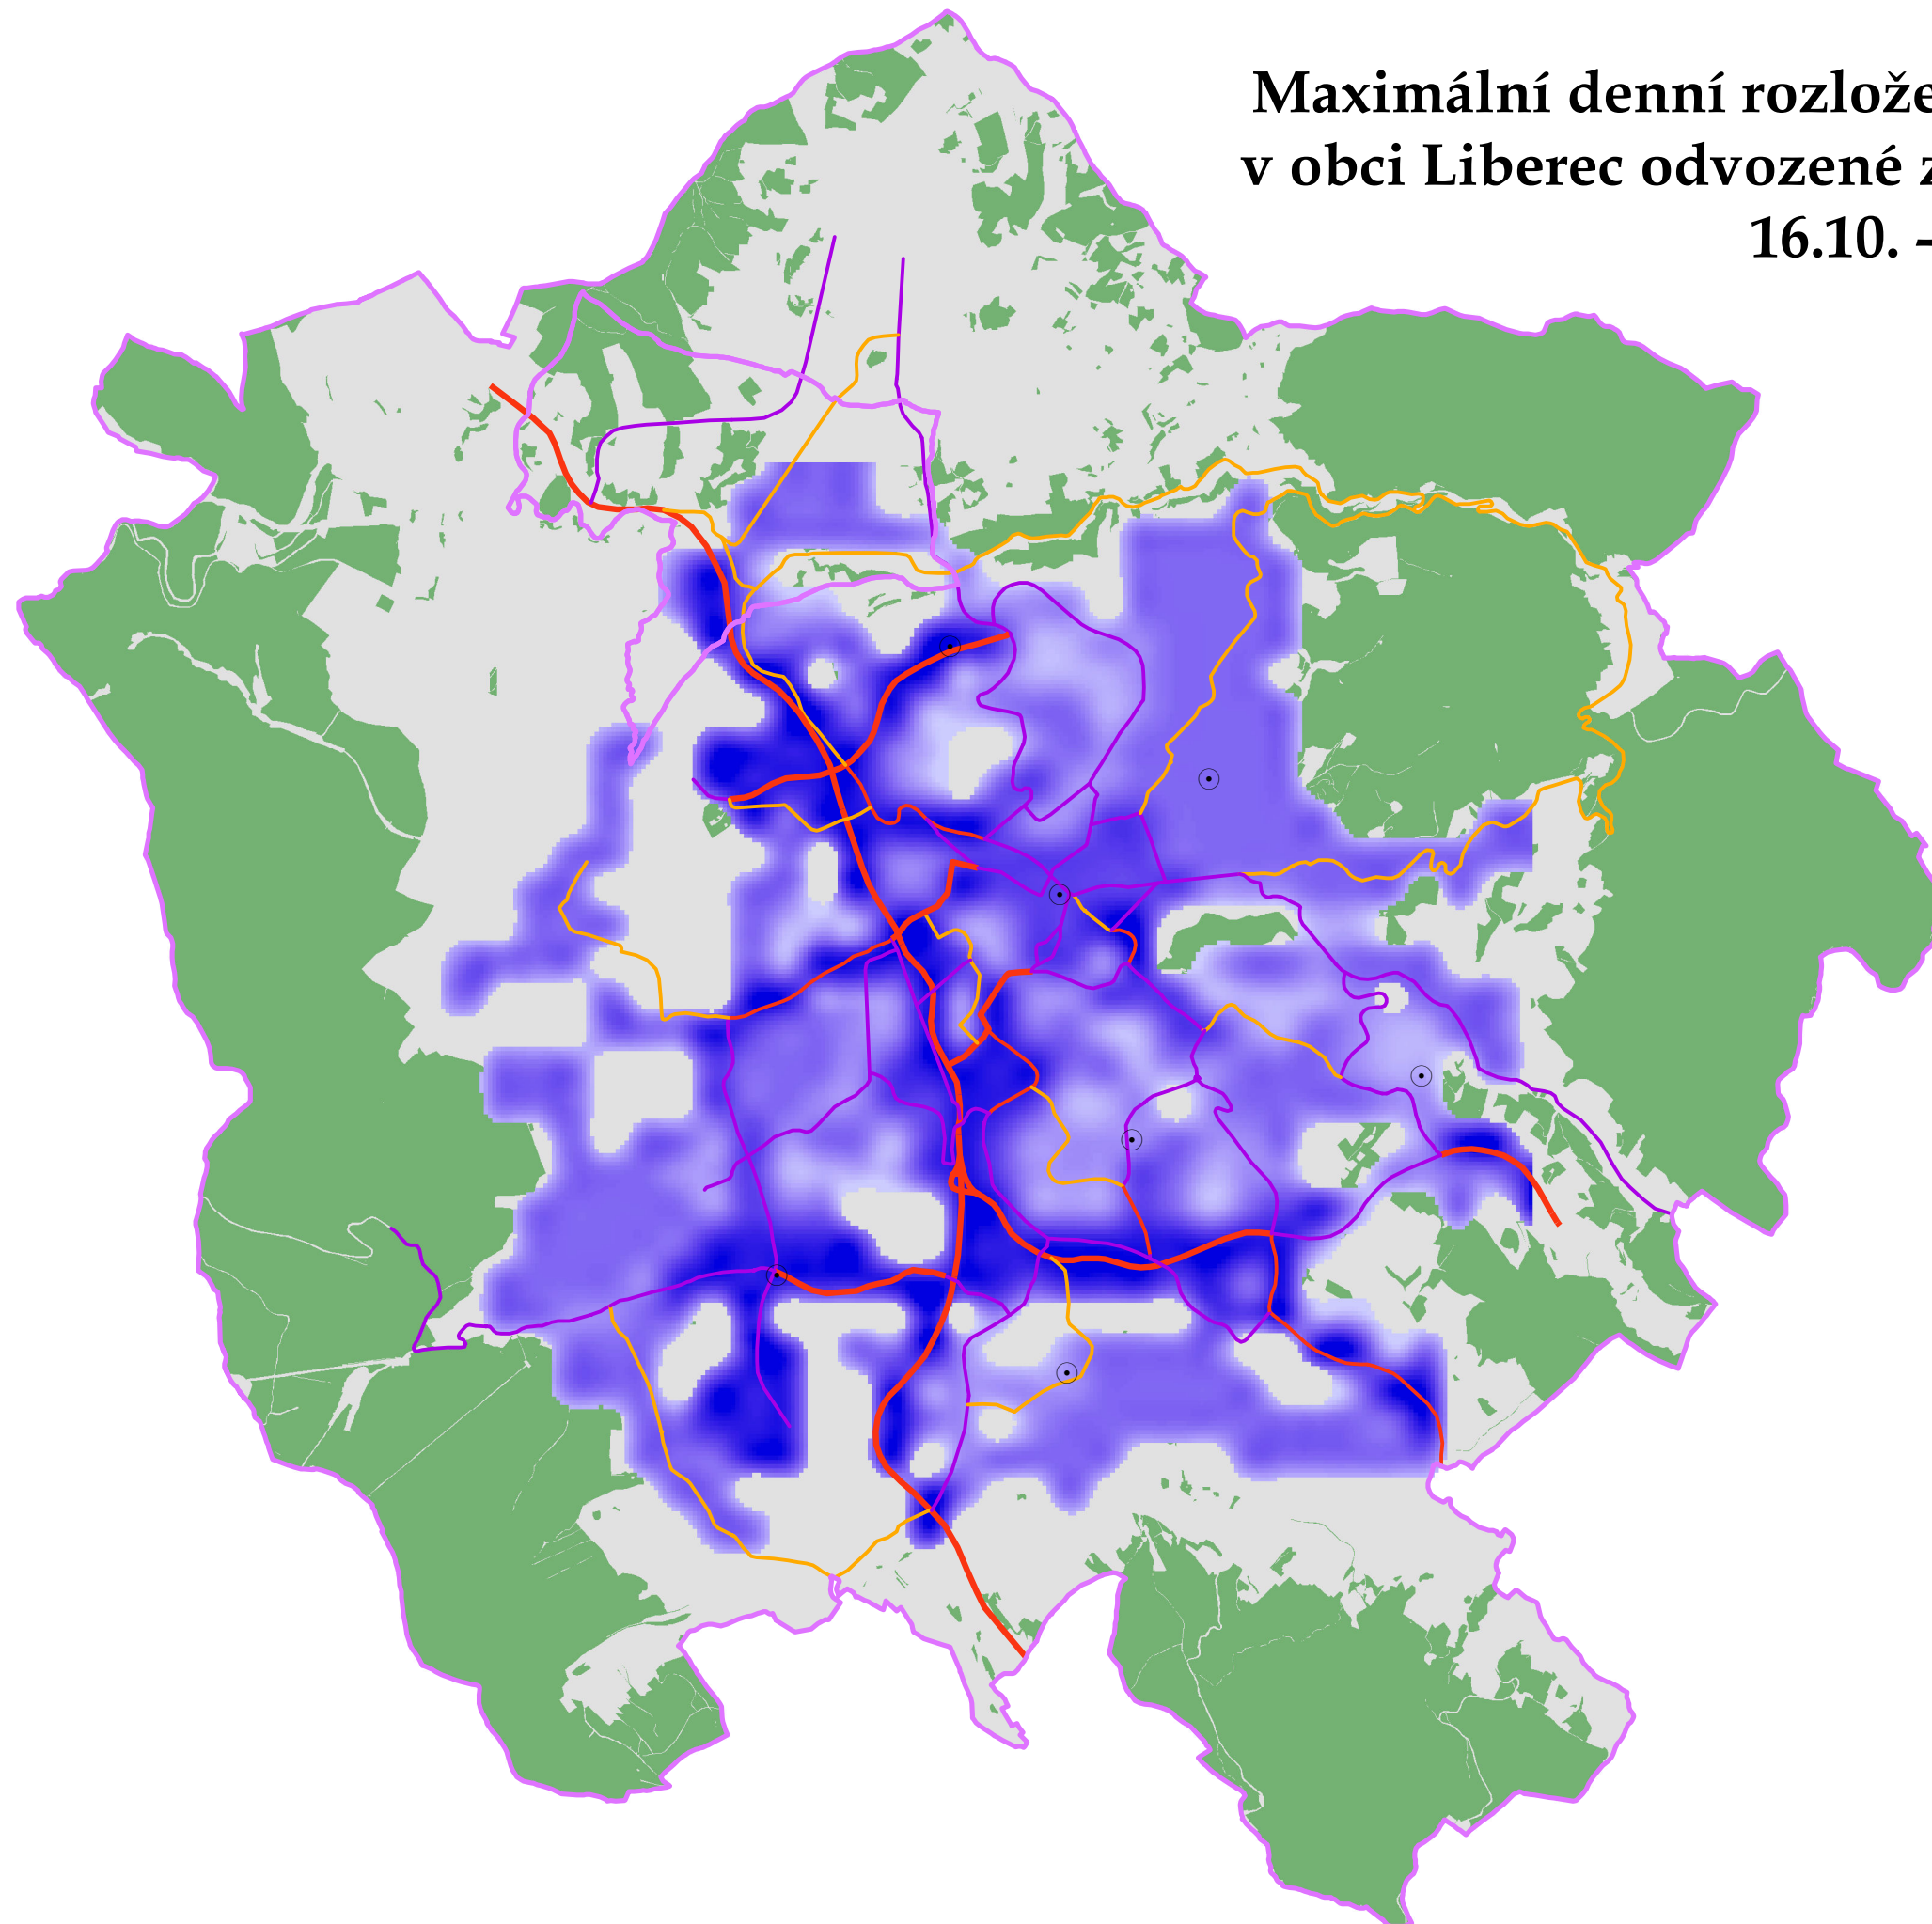 Maximální denní rozlože
v obci Liberec odvozené z
16.10. –